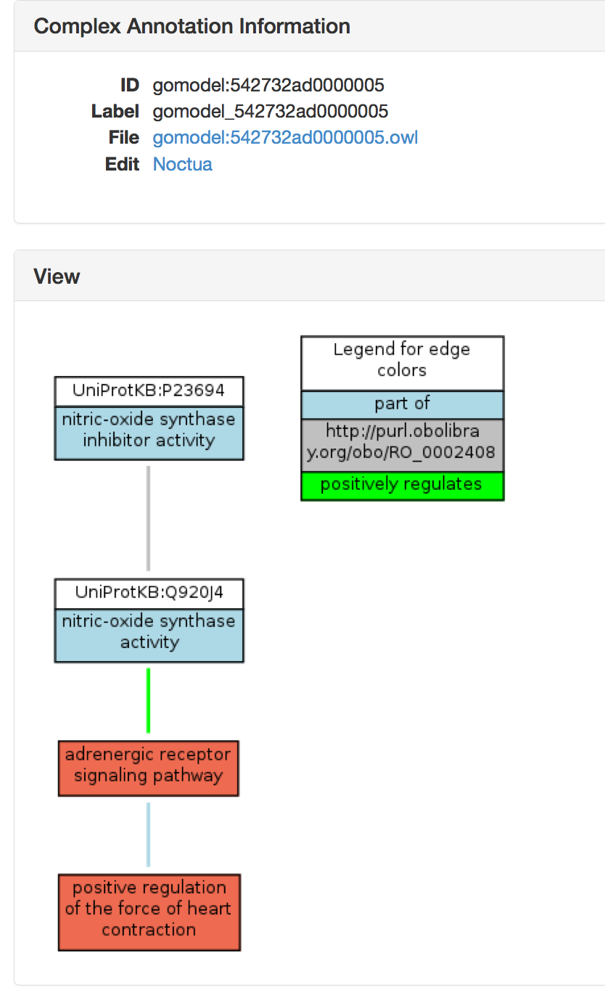 Complex Annotation Information
ID gomodel:542732ad0000005
Label gomodel_542732ad0000005
File gomodel:542732ad0000005.owl
Edit Noctua
View
UniProtKB:P23694
nitric-oxide synthase
inhibitor activity
Legend for edge
colors
part of
http://purl.obolibra
y.org/obo/RO_0002408
positively regulates
UniProtKB:Q920J4
nitric-oxide synthase
activity
adrenergic receptor
signaling pathway
positive regulation
of the force of heart
contraction